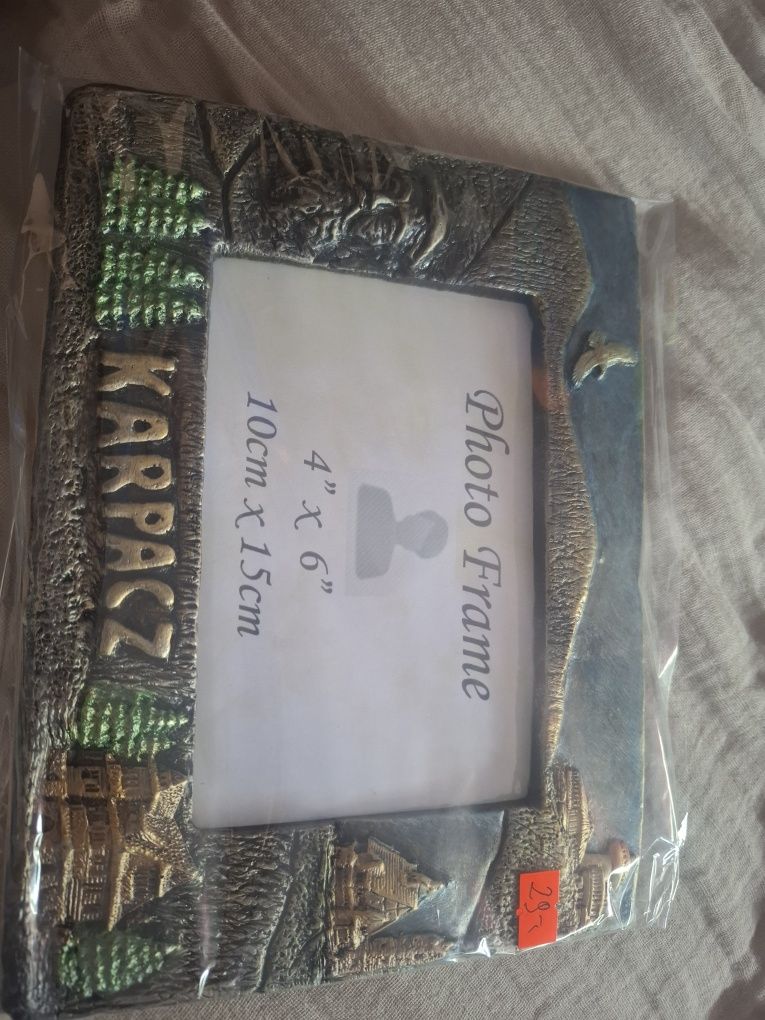 Photo Frame
4” x 6”
10cm x 15cm
KARPACZ
29,-